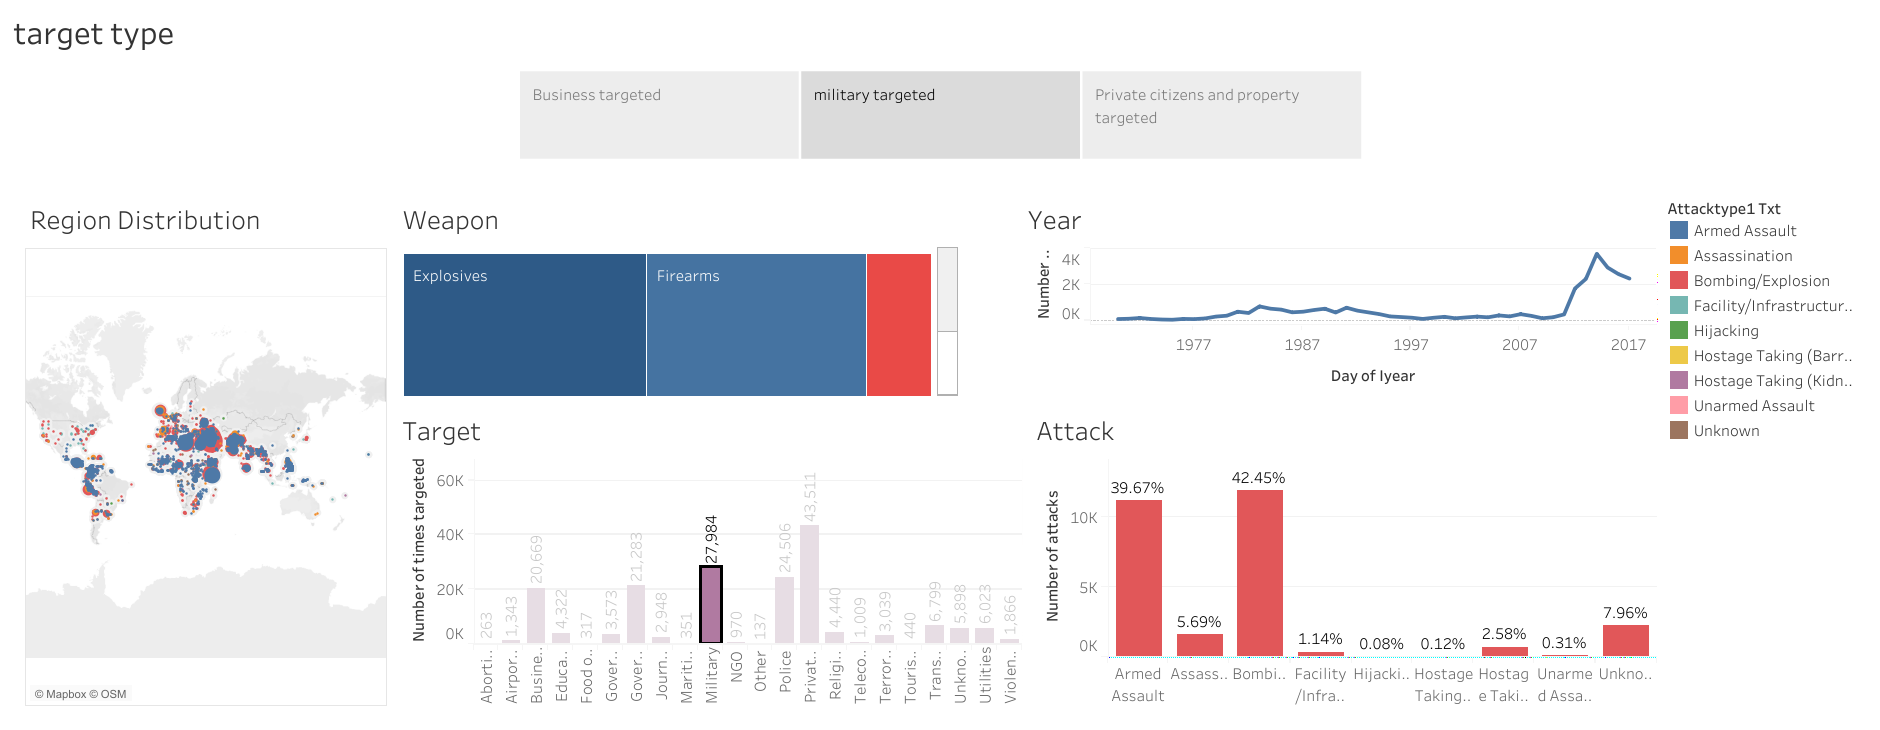 target type
Business targeted
military targeted
Private citizens and property
targeted
Region Distribution
Weapon
Year
Attacktype1 Txt
Armed Assault
Assassination
Bombing/Explosion
Facility/Infrastructur..
Hijacking
Hostage Taking (Barr..
Hostage Taking (Kidn..
Unarmed Assault
Unknown
Explosives
Firearms
Number ..
4K
2K
0K
1977
1987
1997
2007
2017
Day of Iyear
Target
Number of times targeted
60K
40K
20K
0K
263
1,343
20,669
4,322
317
3,573
21,283
2,948
351
27,984
970
137
24,506
43,511
4,440
1,009
3,039
440
6,799
5,898
6,023
1,866
Aborti..
Airpor..
Busine..
Educa..
Food o..
Gover..
Gover..
Journ..
Mariti..
Military
NGO
Other
Police
Privat..
Religi..
Teleco..
Terror..
Touris..
Trans..
Unkno..
Utilities
Violen..
Attack
Number of attacks
10K
5K
0K
39.67%
5.69%
42.45%
1.14%
0.08%
0.12%
2.58%
0.31%
7.96%
Armed
Assault
Assass..
Bombi..
Facility
/Infra..
Hijacki..
Hostage
Taking..
Hostag
e Taki..
Unarme
d Assa..
Unkno..
© Mapbox © OSM